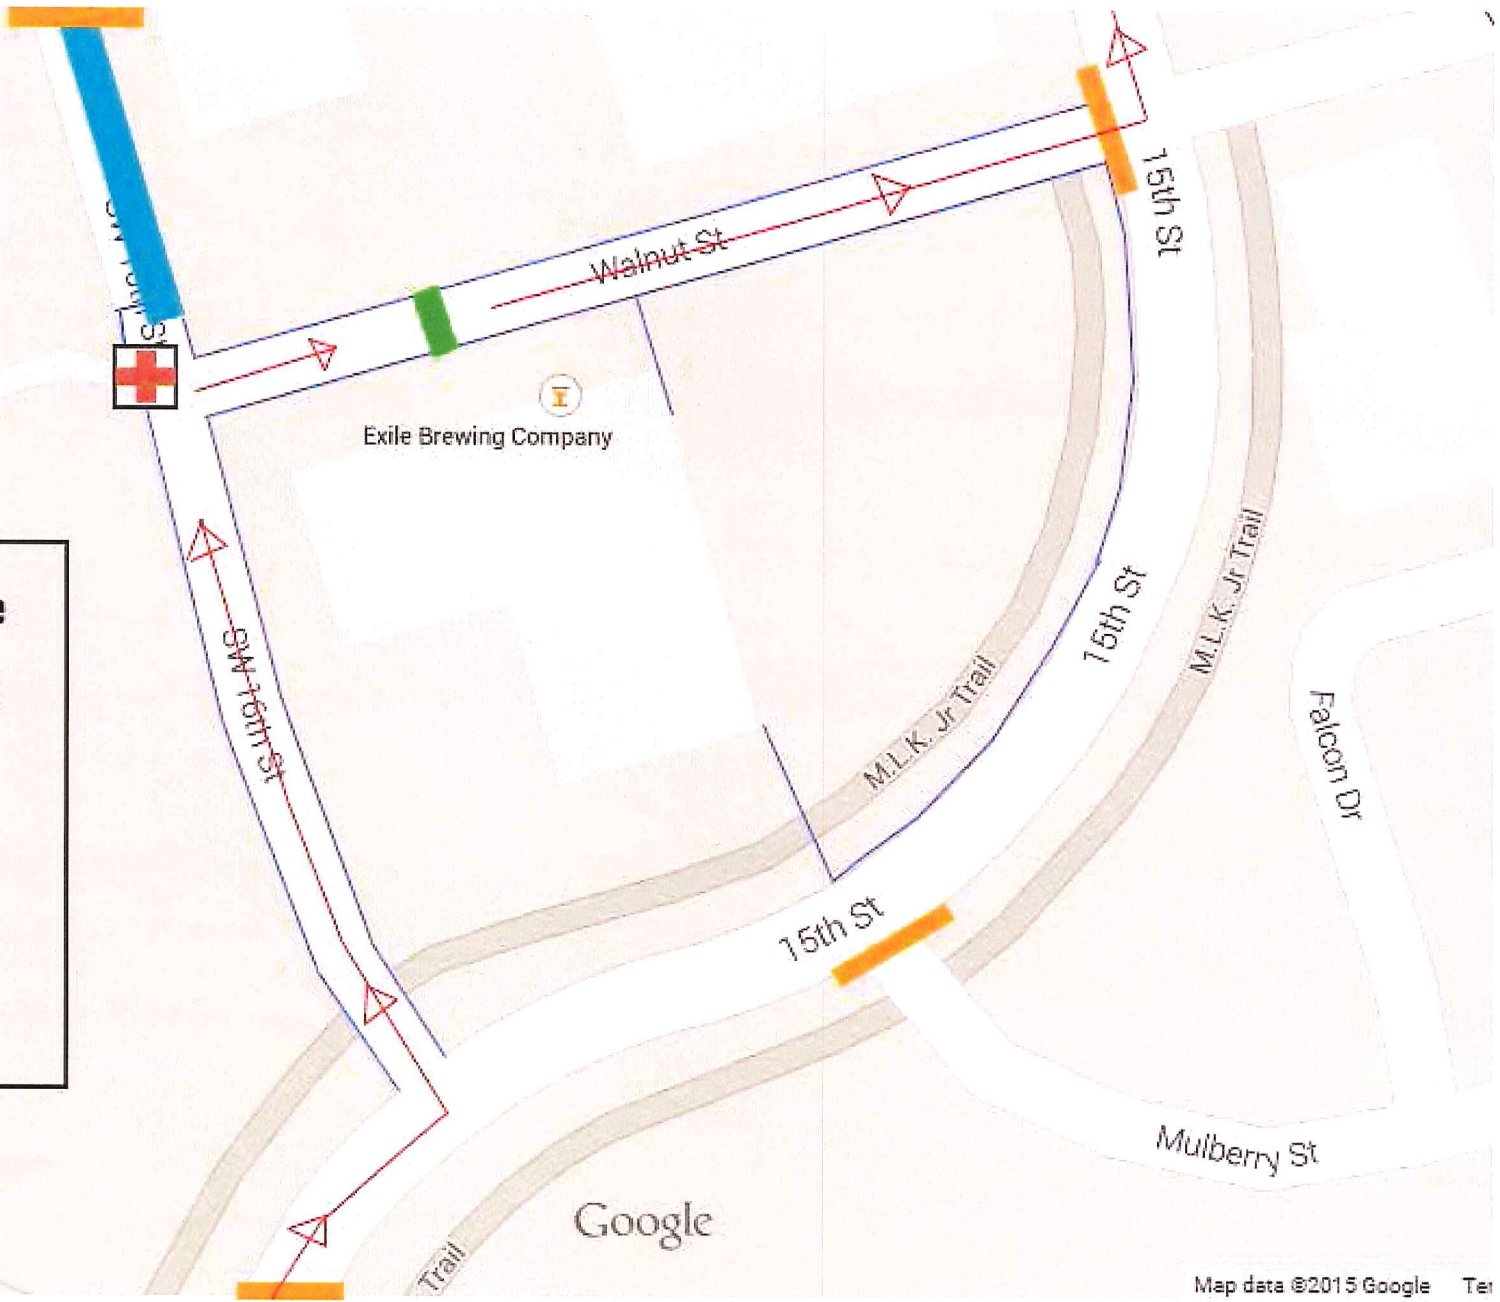 15th St
Walnut St
Exile Brewing Company
15th St
M.L.K. Jr Trail
SW 16th St
M.L.K. Jr Trail
Falcon Dr
15th St
Mulberry St
Google
Trail
Map data ©2015 Google